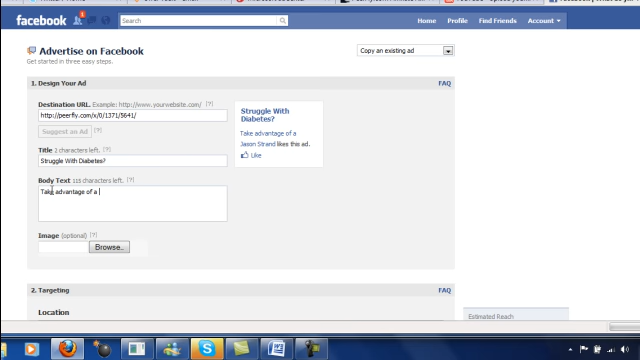 facebook
Search
Home Profile Find Friends Account
Advertise on Facebook
Copy an existing ad
Get started in three easy steps.
1. Design Your Ad FAQ
Destination URL. Example: http://www.yourwebsite.com/ [?]
http://peerfly.com/x/0/1371/5641/
Suggest an Ad [?]
Title 2 characters left. [?]
Struggle With Diabetes?
Body Text 115 characters left. [?]
Take advantage of a
Image (optional) [?]
Browse..
Struggle With
Diabetes?
Take advantage of a
Jason Strand likes this ad.
Like
2. Targeting FAQ
Location
Estimated Reach